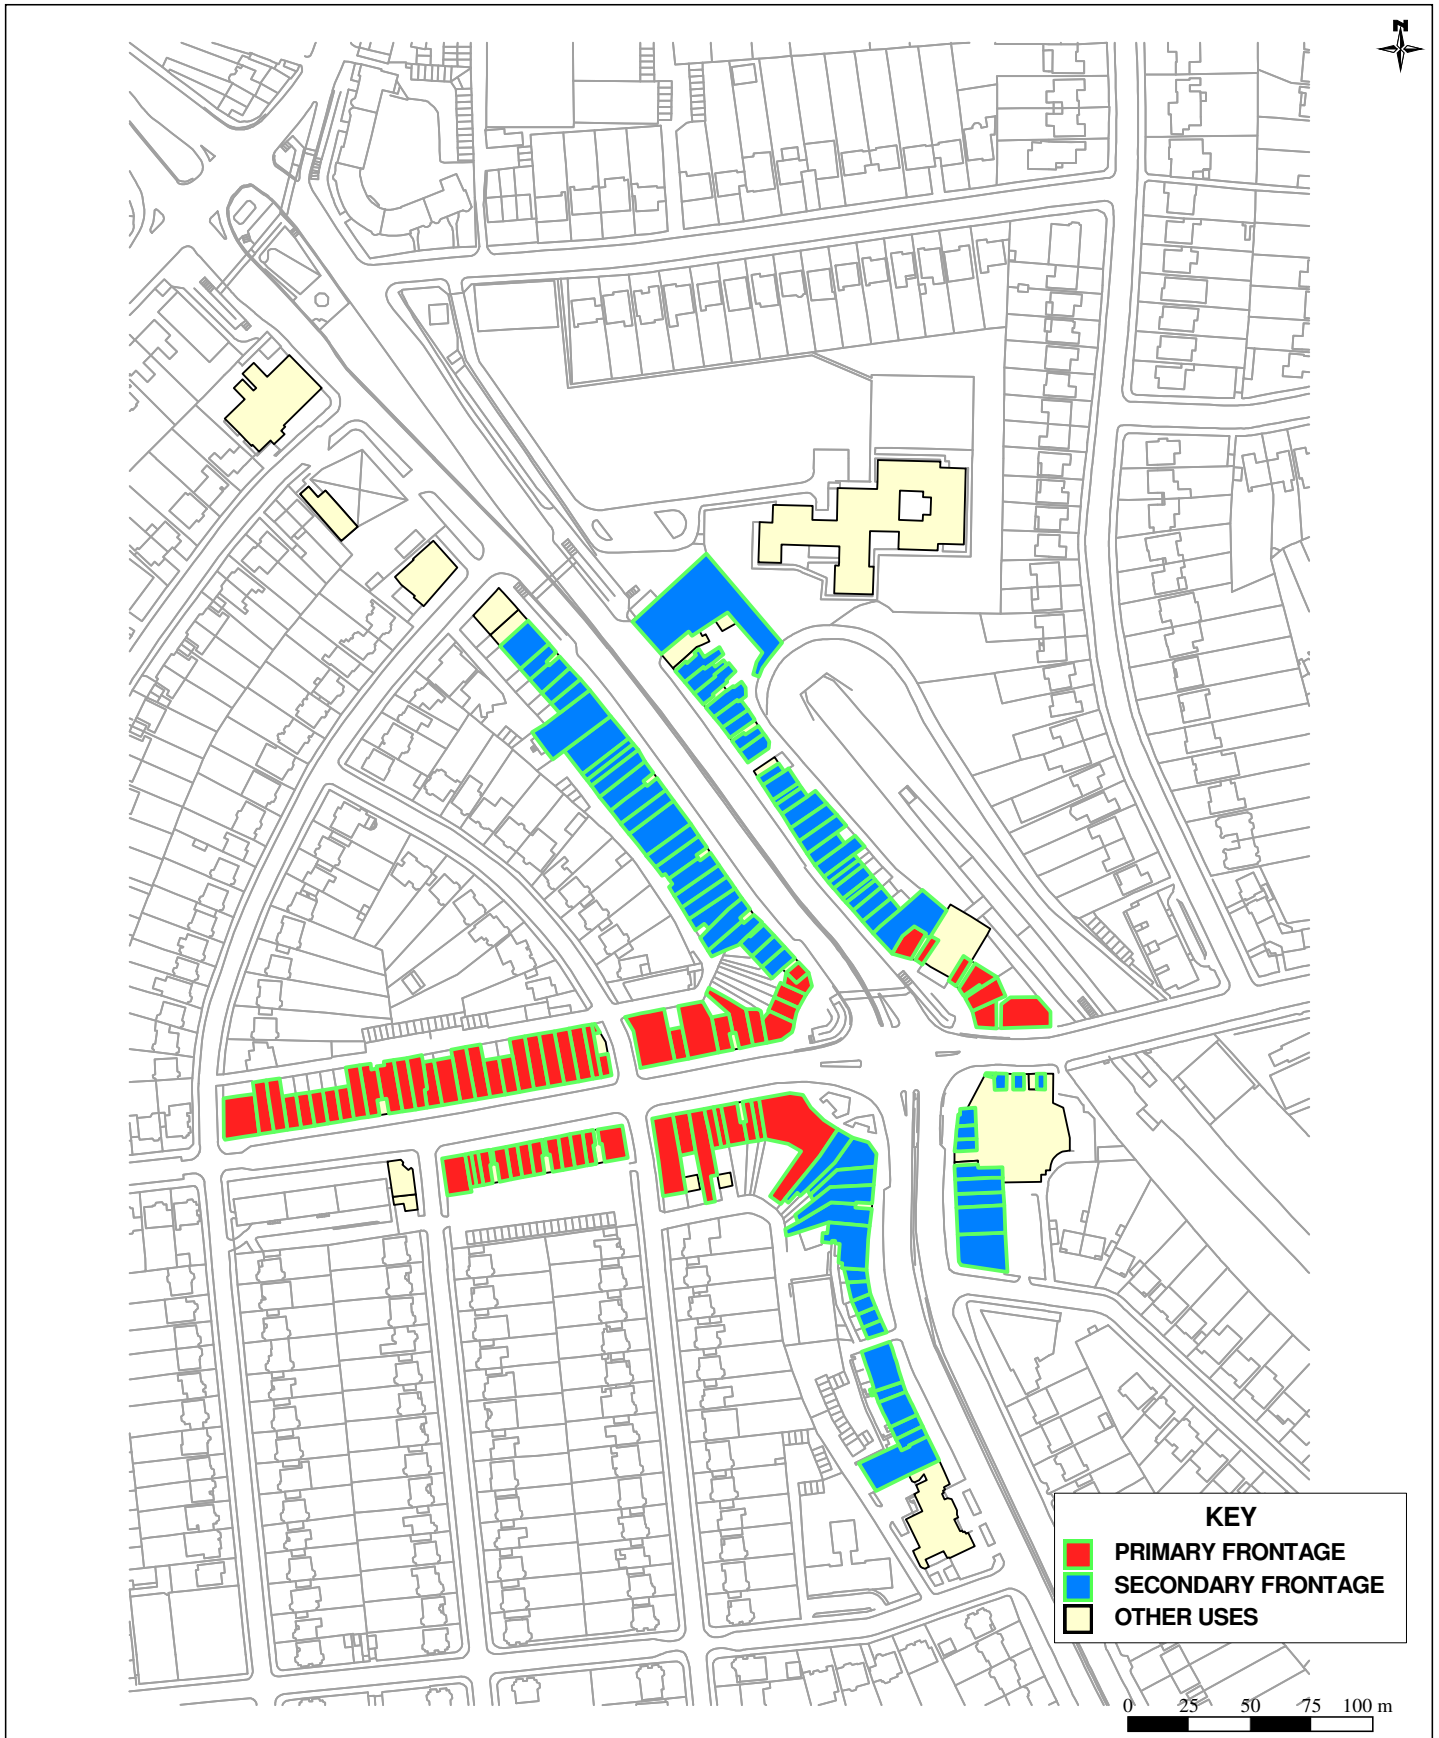 N
KEY
PRIMARY FRONTAGE
SECONDARY FRONTAGE
OTHER USES
0 25 50 75 100 m